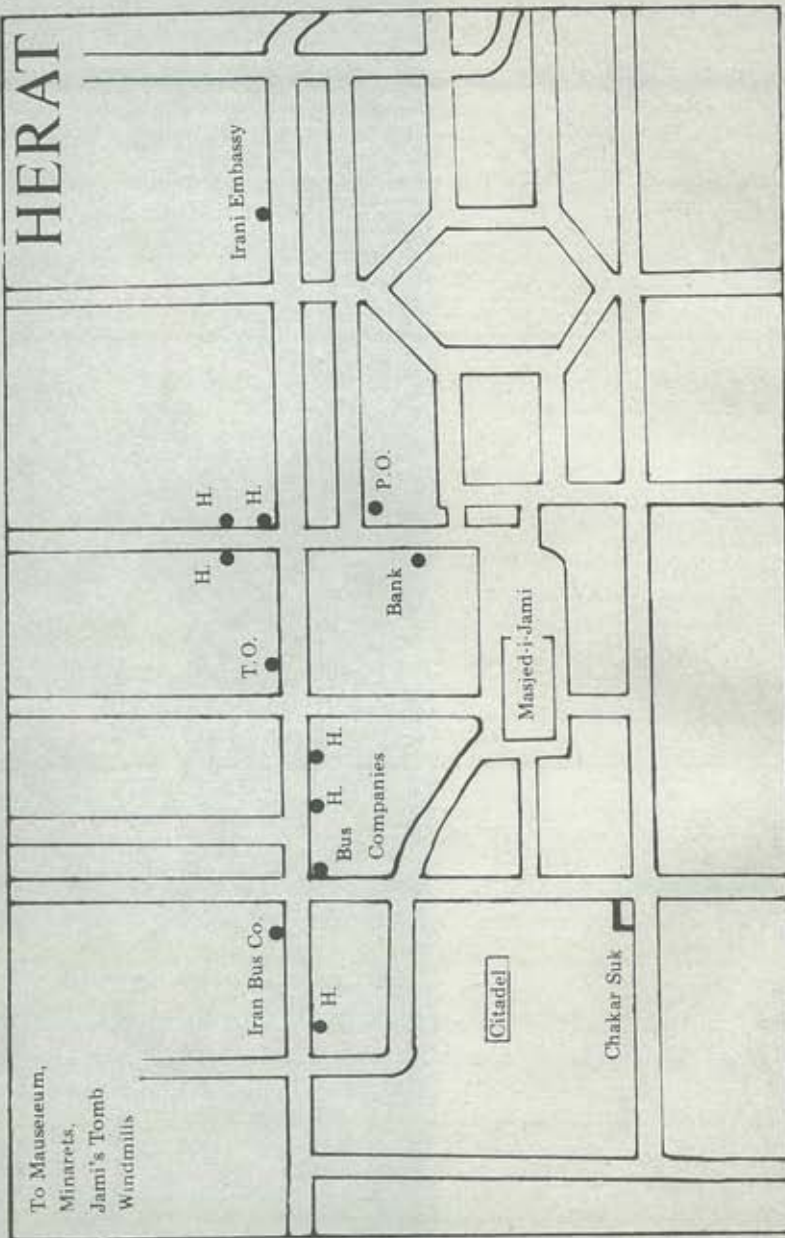 HERAT
To Mauseleum,
Minarets,
Jami's Tomb
Windmills
Iran Bus Co.
H.
Bus
Companies
H.
H.
T.O.
H.
H.
H.
Irani Embassy
P.O.
Bank
Masjed-i-Jami
Citadel
Chakar Suk